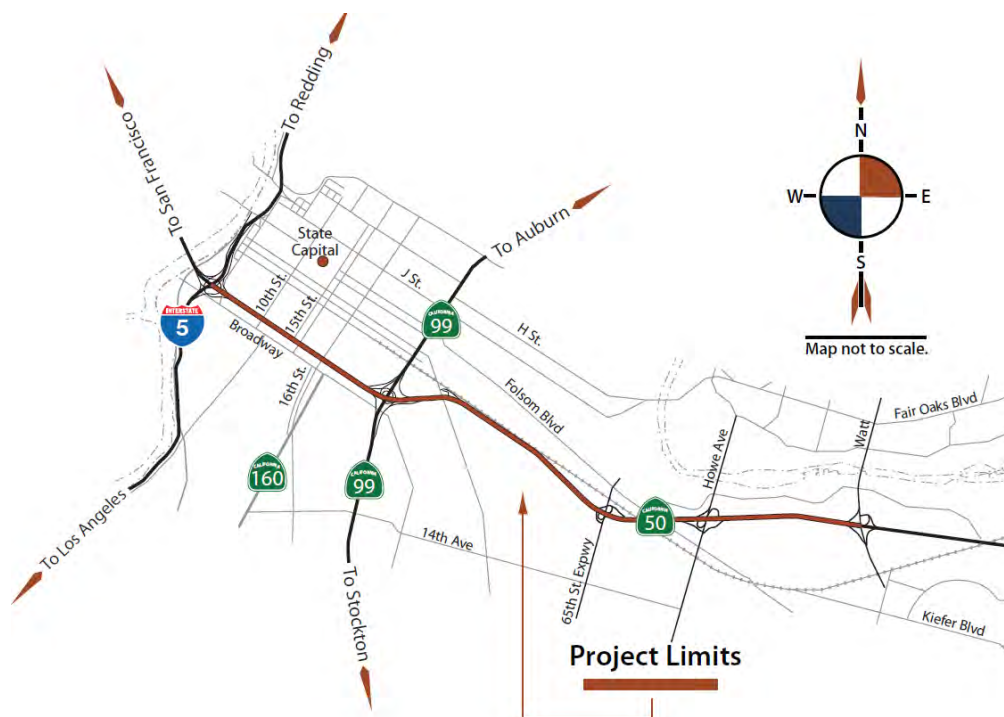 To San Francisco
To Redding
To Auburn
N
W
E
S
Map not to scale.
State
Capital
J St.
H St.
10th St.
15th St.
16th St.
Broadway
INTERSTATE
5
CALIFORNIA
99
Folsom Blvd
Fair Oaks Blvd
Watt
Howe Ave
CALIFORNIA
160
CALIFORNIA
99
CALIFORNIA
50
14th Ave
65th St. Expwy
Kiefer Blvd
To Los Angeles
To Stockton
Project Limits